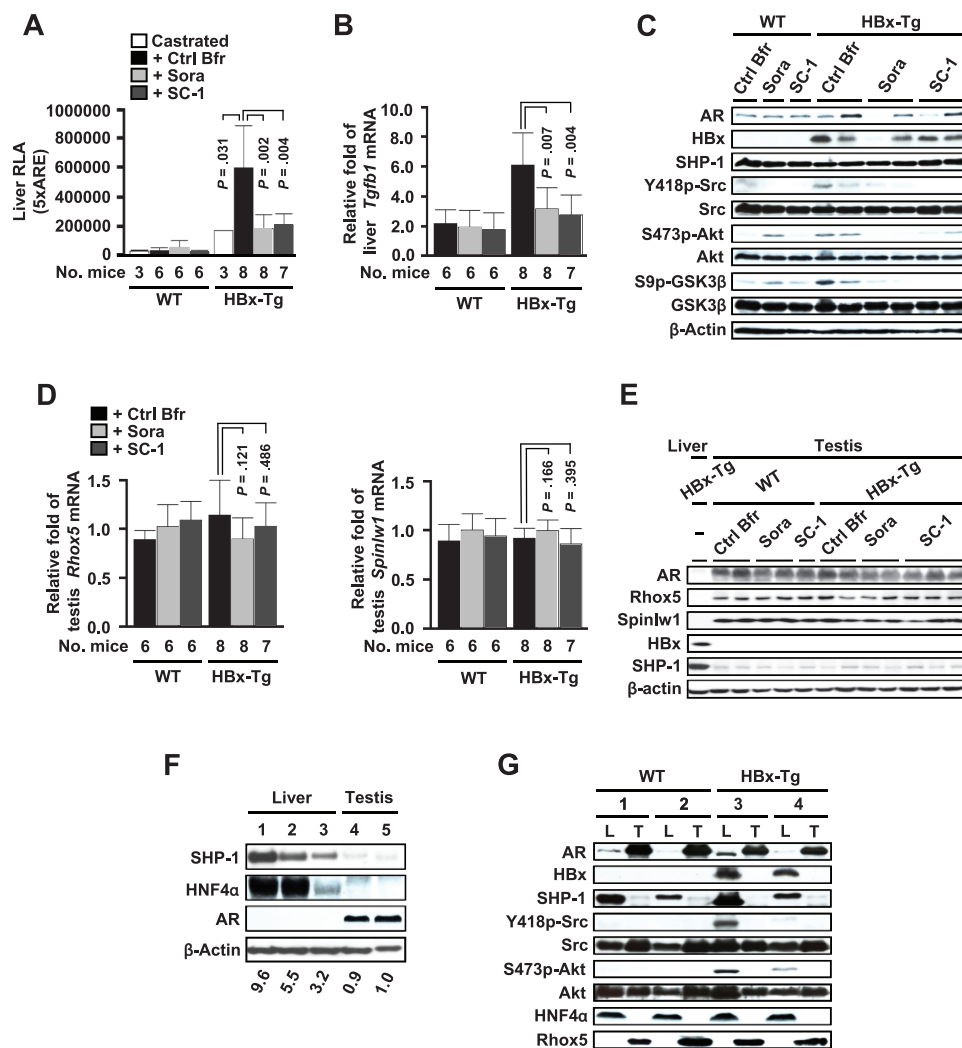 A
Castrated
+ Ctrl Bfr
+ Sora
+ SC-1
Liver RLA
(5xARE)
1000000
800000
600000
400000
200000
0
P = .031
P = .002
P = .004
No. mice 3 6 6 6 3 8 8 7
WT HBx-Tg
B
Relative fold of
liver Tgfb1 mRNA
10.0
8.0
6.0
4.0
2.0
0.0
P = .007
P = .004
No. mice 6 6 6 8 8 7
WT HBx-Tg
C
WT HBx-Tg
Ctrl Bfr Sora SC-1 Ctrl Bfr Sora SC-1
AR
HBx
SHP-1
Y418p-Src
Src
S473p-Akt
Akt
S9p-GSK3β
GSK3β
β-Actin
D
+ Ctrl Bfr
+ Sora
+ SC-1
Relative fold of
testis Rhox5 mRNA
1.5
1.0
0.5
0.0
P = .121
P = .486
No. mice 6 6 6 8 8 7
WT HBx-Tg
Relative fold of
testis Spinlw1 mRNA
1.5
1.0
0.5
0.0
P = .166
P = .395
No. mice 6 6 6 8 8 7
WT HBx-Tg
E
Liver Testis
HBx-Tg WT HBx-Tg
– Ctrl Bfr Sora SC-1 Ctrl Bfr Sora SC-1
AR
Rhox5
Spinlw1
HBx
SHP-1
β-actin
F
Liver Testis
1 2 3 4 5
SHP-1
HNF4α
AR
β-Actin
9.6 5.5 3.2 0.9 1.0
G
WT HBx-Tg
1 2 3 4
L T L T L T L T
AR
HBx
SHP-1
Y418p-Src
Src
S473p-Akt
Akt
HNF4α
Rhox5